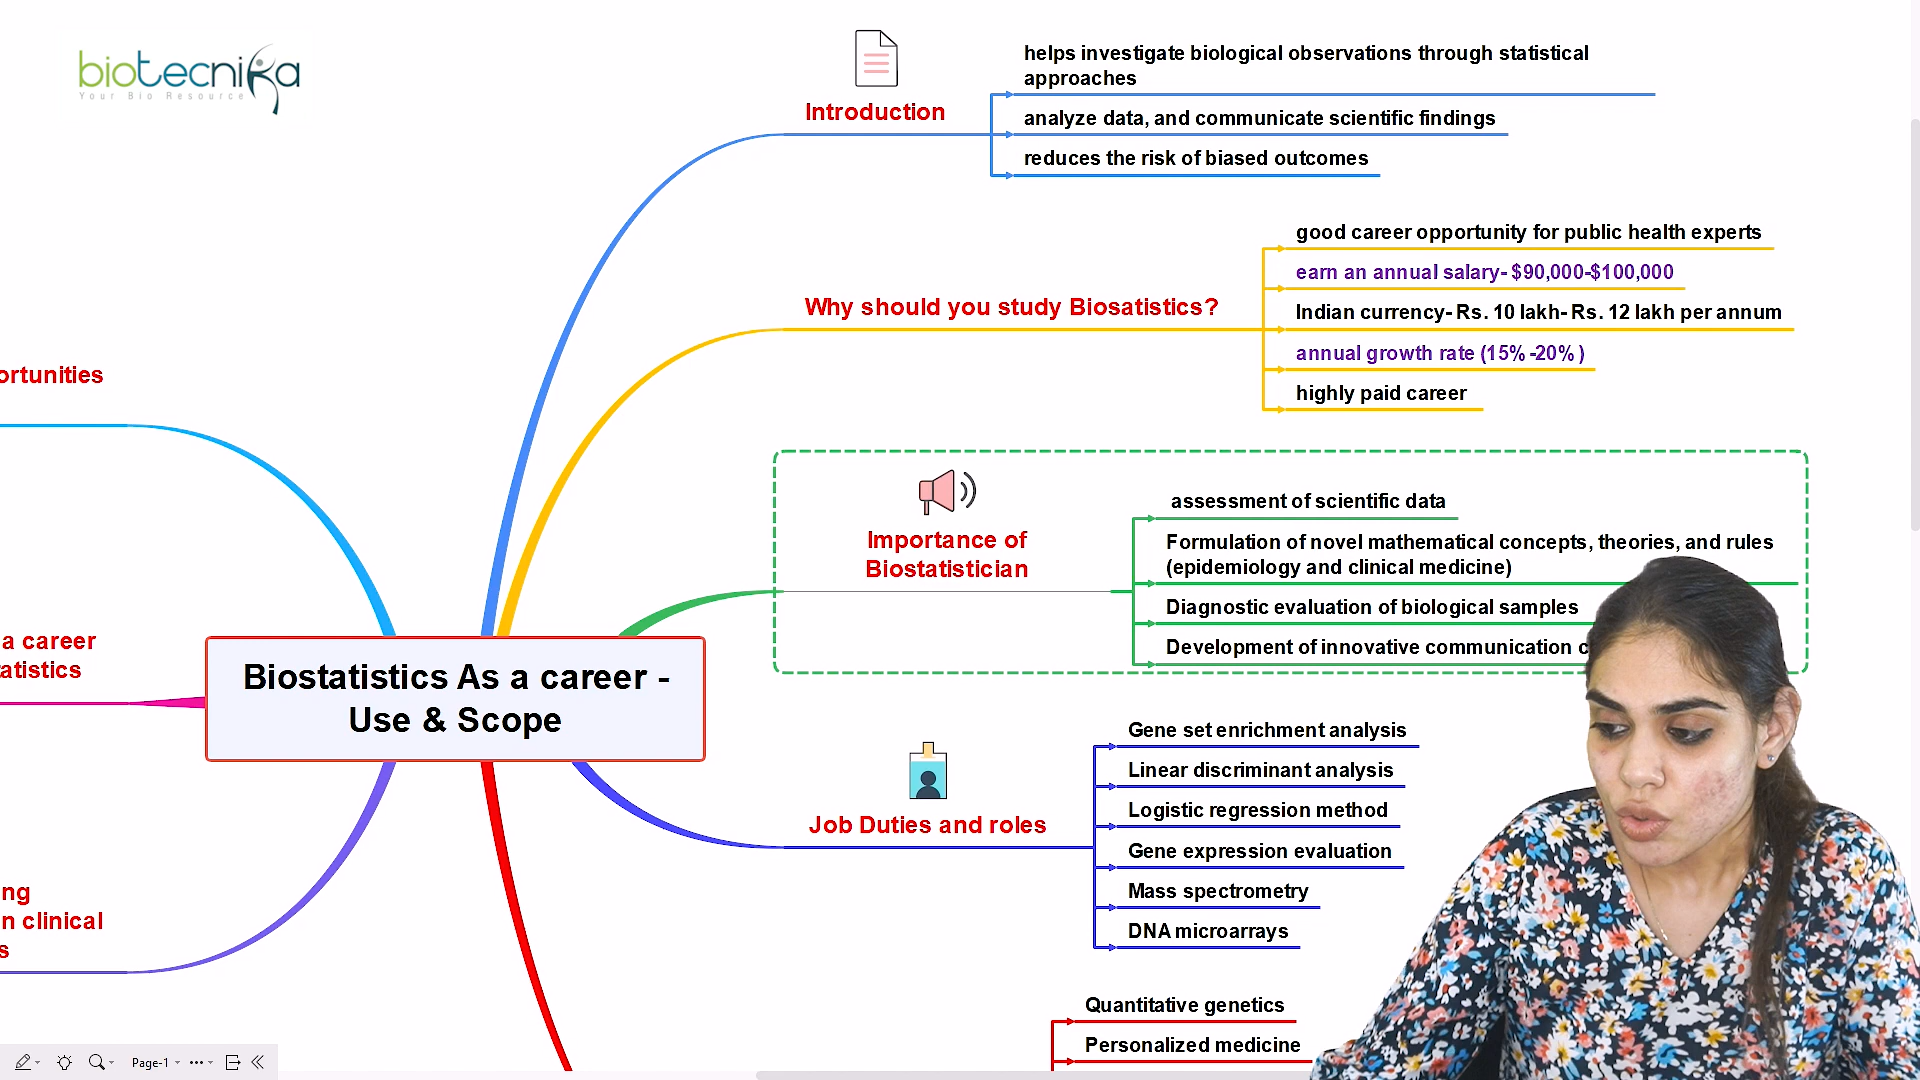 biotecnika
Your Bio Resource
Introduction
helps investigate biological observations through statistical
approaches
analyze data, and communicate scientific findings
reduces the risk of biased outcomes
Why should you study Biosatistics?
good career opportunity for public health experts
earn an annual salary- $90,000-$100,000
Indian currency- Rs. 10 lakh- Rs. 12 lakh per annum
annual growth rate (15% -20% )
highly paid career
Importance of
Biostatistician
assessment of scientific data
Formulation of novel mathematical concepts, theories, and rules
(epidemiology and clinical medicine)
Diagnostic evaluation of biological samples
Development of innovative communication
Biostatistics As a career -
Use & Scope
Job Duties and roles
Gene set enrichment analysis
Linear discriminant analysis
Logistic regression method
Gene expression evaluation
Mass spectrometry
DNA microarrays
Quantitative genetics
Personalized medicine
ortunities
a career
atistics
ng
n clinical
s
Page-1